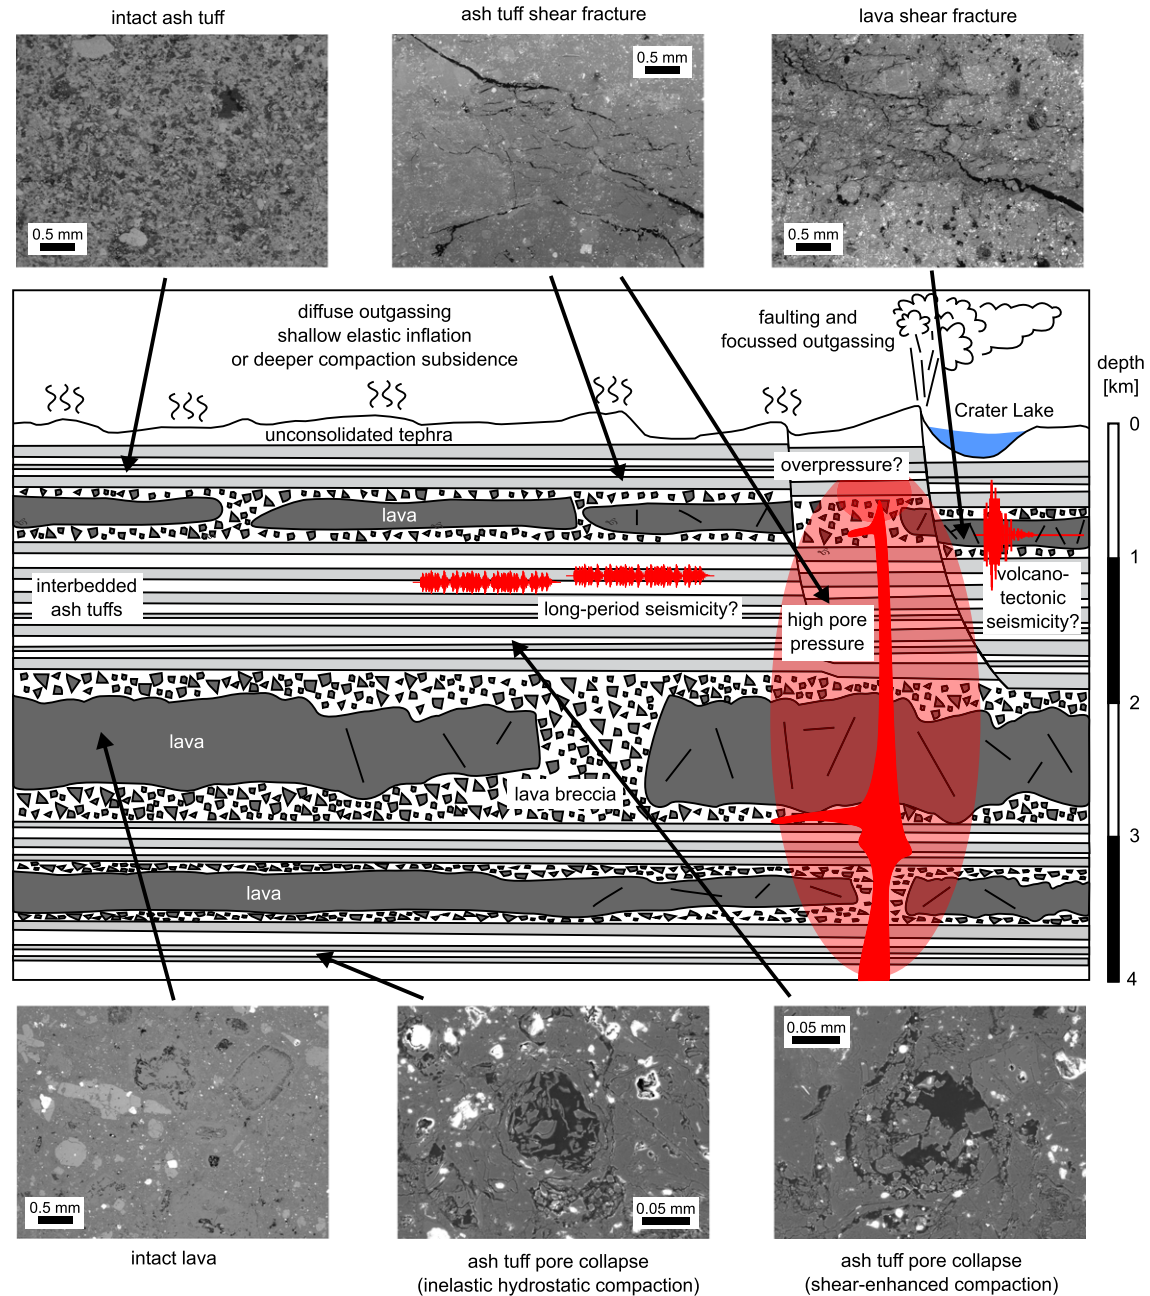 intact ash tuff
ash tuff shear fracture
lava shear fracture
0.5 mm
0.5 mm
0.5 mm
diffuse outgassing
shallow elastic inflation
or deeper compaction subsidence
faulting and
focussed outgassing
depth
[km]
Crater Lake
0
unconsolidated tephra
overpressure?
lava
1
interbedded
ash tuffs
long-period seismicity?
high pore
pressure
volcano-
tectonic
seismicity?
2
lava
lava breccia
3
lava
4
0.5 mm
0.05 mm
0.05 mm
intact lava
ash tuff pore collapse
(inelastic hydrostatic compaction)
ash tuff pore collapse
(shear-enhanced compaction)